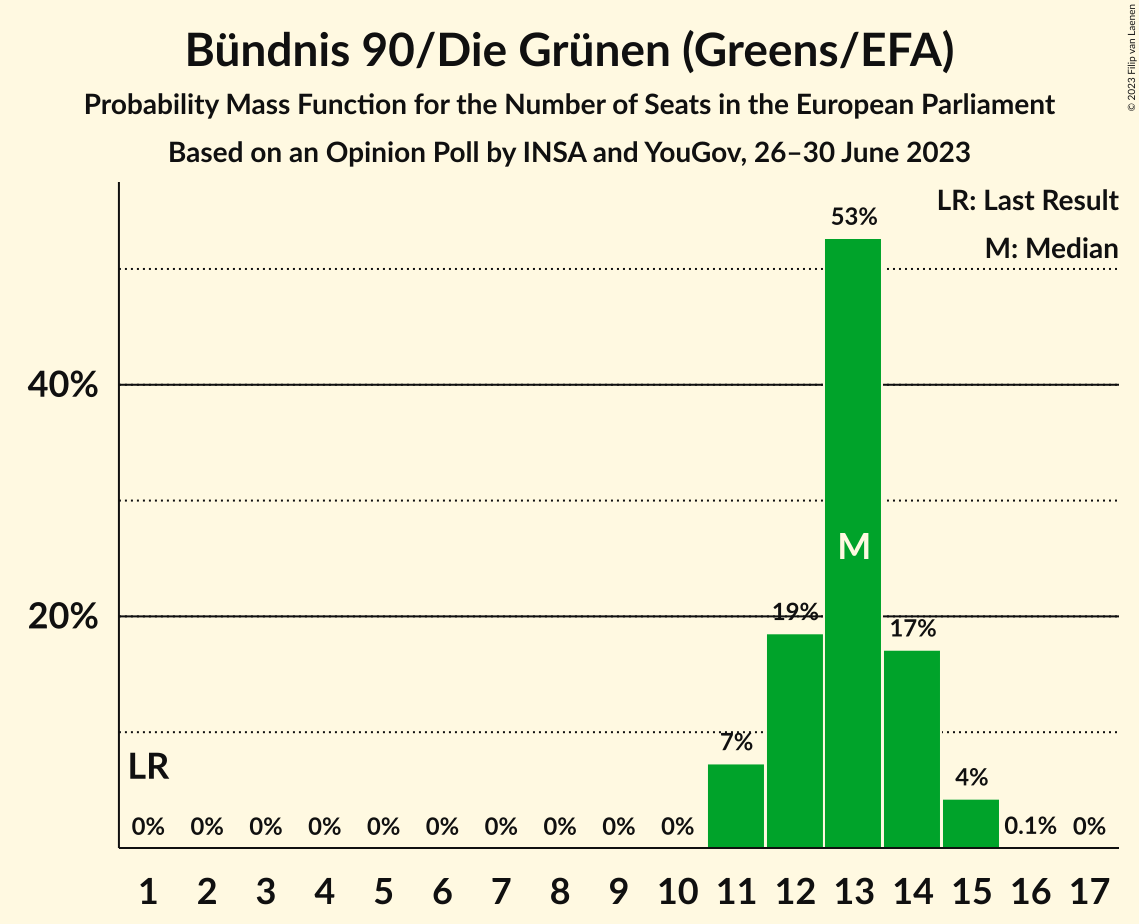 Bündnis 90/Die Grünen (Greens/EFA)
Probability Mass Function for the Number of Seats in the European Parliament
Based on an Opinion Poll by INSA and YouGov, 26–30 June 2023
© 2023 Filip van Laenen
LR: Last Result
M: Median
53%
40%
M
20%
19%
17%
7%
LR
4%
0% 0% 0% 0% 0% 0% 0% 0% 0% 0% 0.1% 0%
1 2 3 4 5 6 7 8 9 10 11 12 13 14 15 16 17